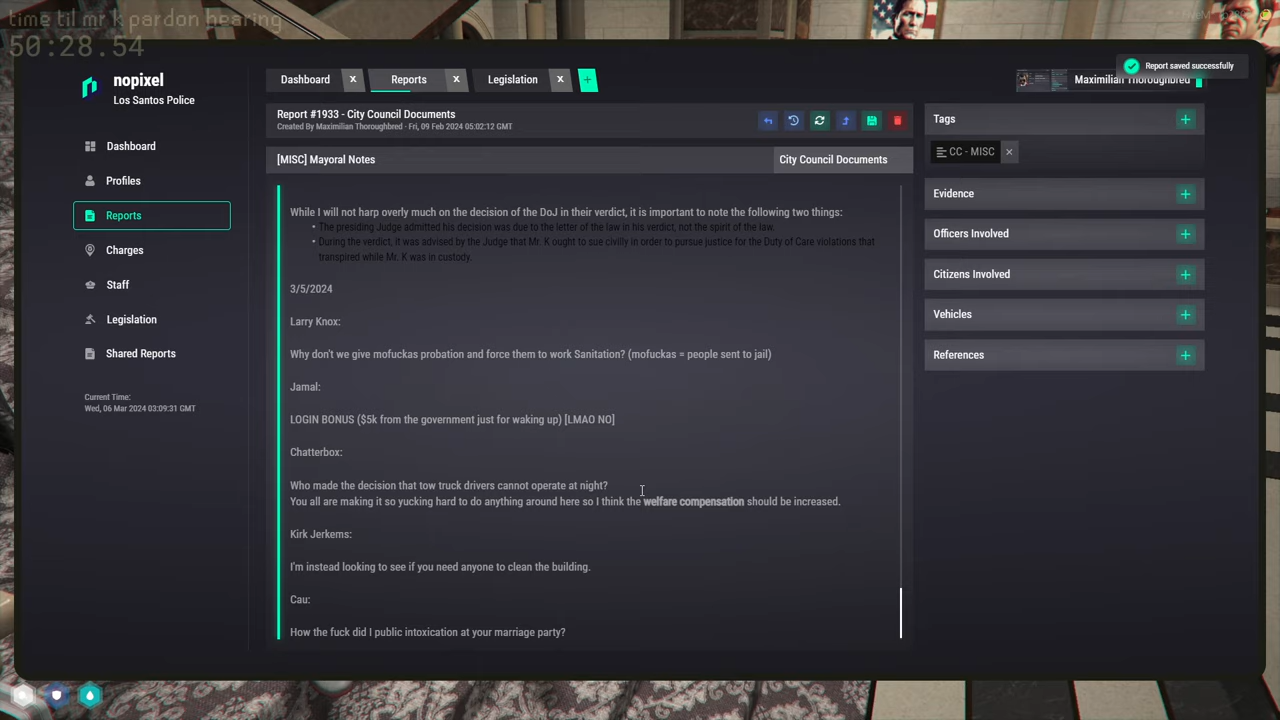 time til mr k pardon hearing
50:28.54
nopixel
Los Santos Police
Dashboard
Profiles
Reports
Charges
Staff
Legislation
Shared Reports
Current Time:
Wed, 06 Mar 2024 03:09:31 GMT
Dashboard x Reports x Legislation x +
Report saved successfully
Maximilian Thoroughbred
Report #1933 - City Council Documents
Created By Maximilian Thoroughbred - Fri, 09 Feb 2024 05:02:12 GMT
[MISC] Mayoral Notes
City Council Documents
While I will not harp overly much on the decision of the DoJ in their verdict, it is important to note the following two things:
• The presiding Judge admitted his decision was due to the letter of the law in his verdict, not the spirit of the law.
• During the verdict, it was advised by the Judge that Mr. K ought to sue civilly in order to pursue justice for the Duty of Care violations that
transpired while Mr. K was in custody.
3/5/2024
Larry Knox:
Why don't we give mofuckas probation and force them to work Sanitation? (mofuckas = people sent to jail)
Jamal:
LOGIN BONUS ($5k from the government just for waking up) [LMAO NO]
Chatterbox:
Who made the decision that tow truck drivers cannot operate at night?
You all are making it so yucking hard to do anything around here so I think the welfare compensation should be increased.
Kirk Jerkems:
I'm instead looking to see if you need anyone to clean the building.
Cau:
How the fuck did I public intoxication at your marriage party?
Tags
CC - MISC x
Evidence
Officers Involved
Citizens Involved
Vehicles
References